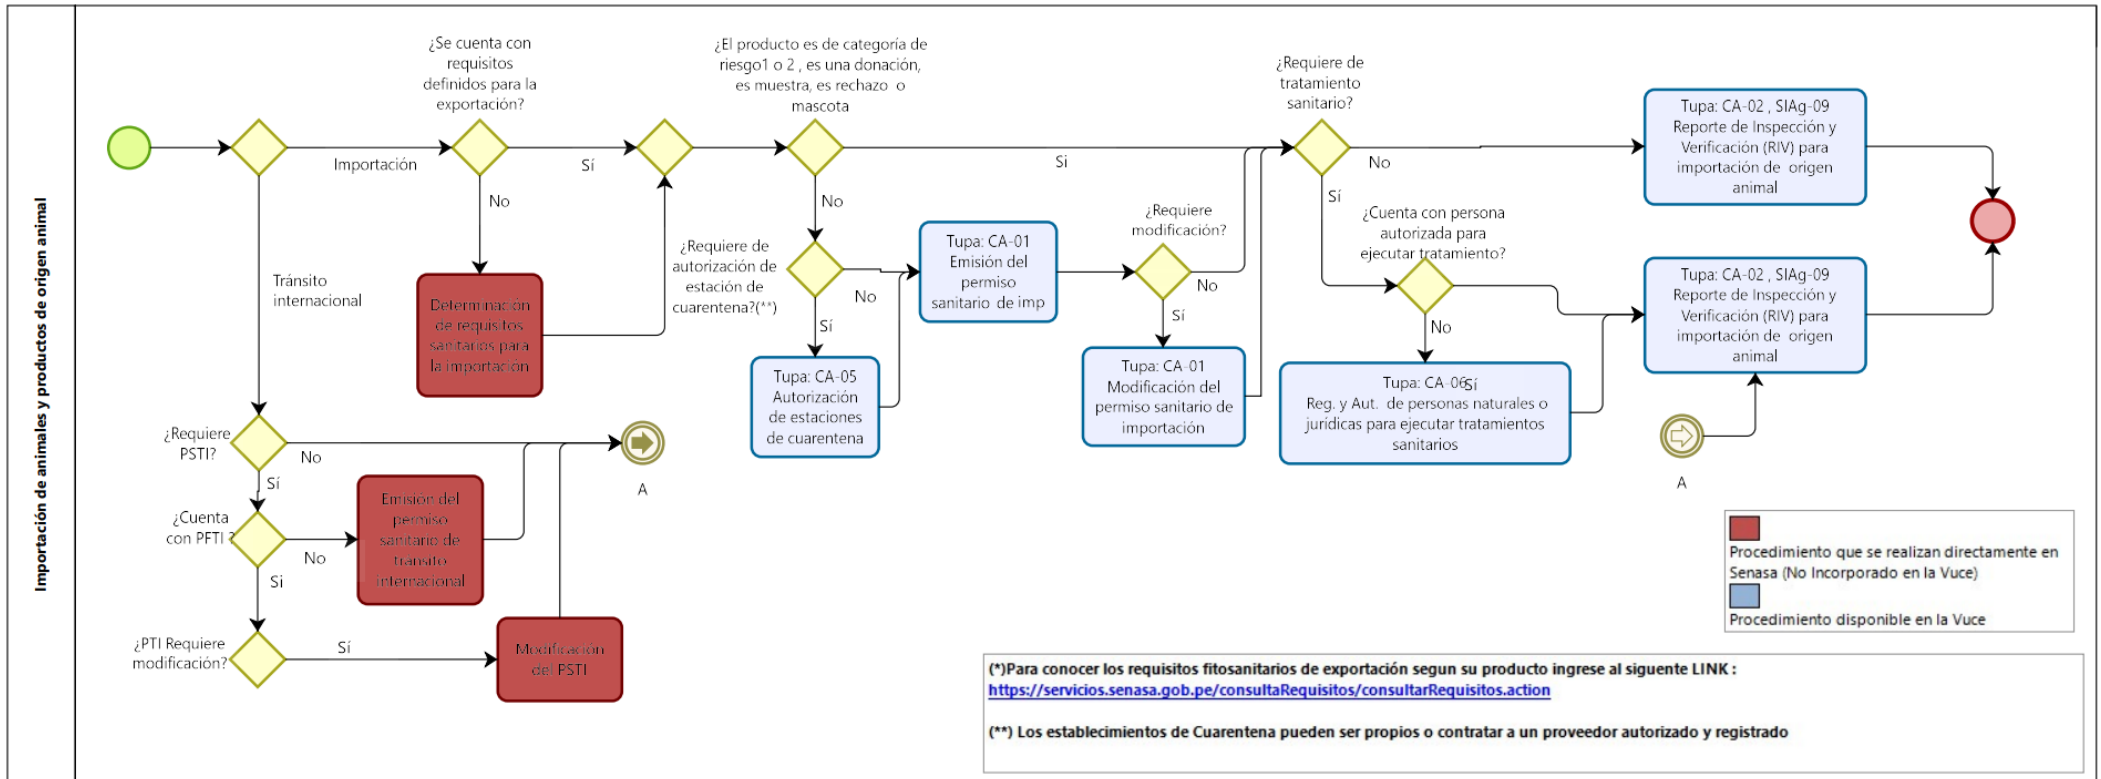 Importación de animales y productos de origen animal
¿Se cuenta con
requisitos
definidos para la
exportación?
¿El producto es de categoría de
riesgo1 o 2 , es una donación,
es muestra, es rechazo o
mascota
¿Requiere de
tratamiento
sanitario?
Importación
Sí
Si
No
Tupa: CA-02 , SIAg-09
Reporte de Inspección y
Verificación (RIV) para
importación de origen
animal
No
No
Sí
Tránsito
internacional
Determinación
de requisitos
sanitarios para
la importación
¿Requiere de
autorización de
estación de
cuarentena?(**)
No
Sí
Tupa: CA-01
Emisión del
permiso
sanitario de imp
¿Requiere
modificación?
No
Sí
¿Cuenta con persona
autorizada para
ejecutar tratamiento?
No
Tupa: CA-02 , SIAg-09
Reporte de Inspección y
Verificación (RIV) para
importación de origen
animal
Tupa: CA-05
Autorización
de estaciones
de cuarentena
Tupa: CA-01
Modificación del
permiso sanitario de
importación
Tupa: CA-06
Sí
Reg. y Aut. de personas naturales o
jurídicas para ejecutar tratamientos
sanitarios
A
¿Requiere
PSTI?
No
A
Sí
¿Cuenta
con PFTI ?
No
Si
Emisión del
permiso
sanitario de
tránsito
internacional
¿PTI Requiere
modificación?
Sí
Modificación
del PSTI
Procedimiento que se realizan directamente en
Senasa (No Incorporado en la Vuce)
Procedimiento disponible en la Vuce
(*)Para conocer los requisitos fitosanitarios de exportación segun su producto ingrese al siguente LINK :
https://servicios.senasa.gob.pe/consultaRequisitos/consultarRequisitos.action
(**) Los establecimientos de Cuarentena pueden ser propios o contratar a un proveedor autorizado y registrado